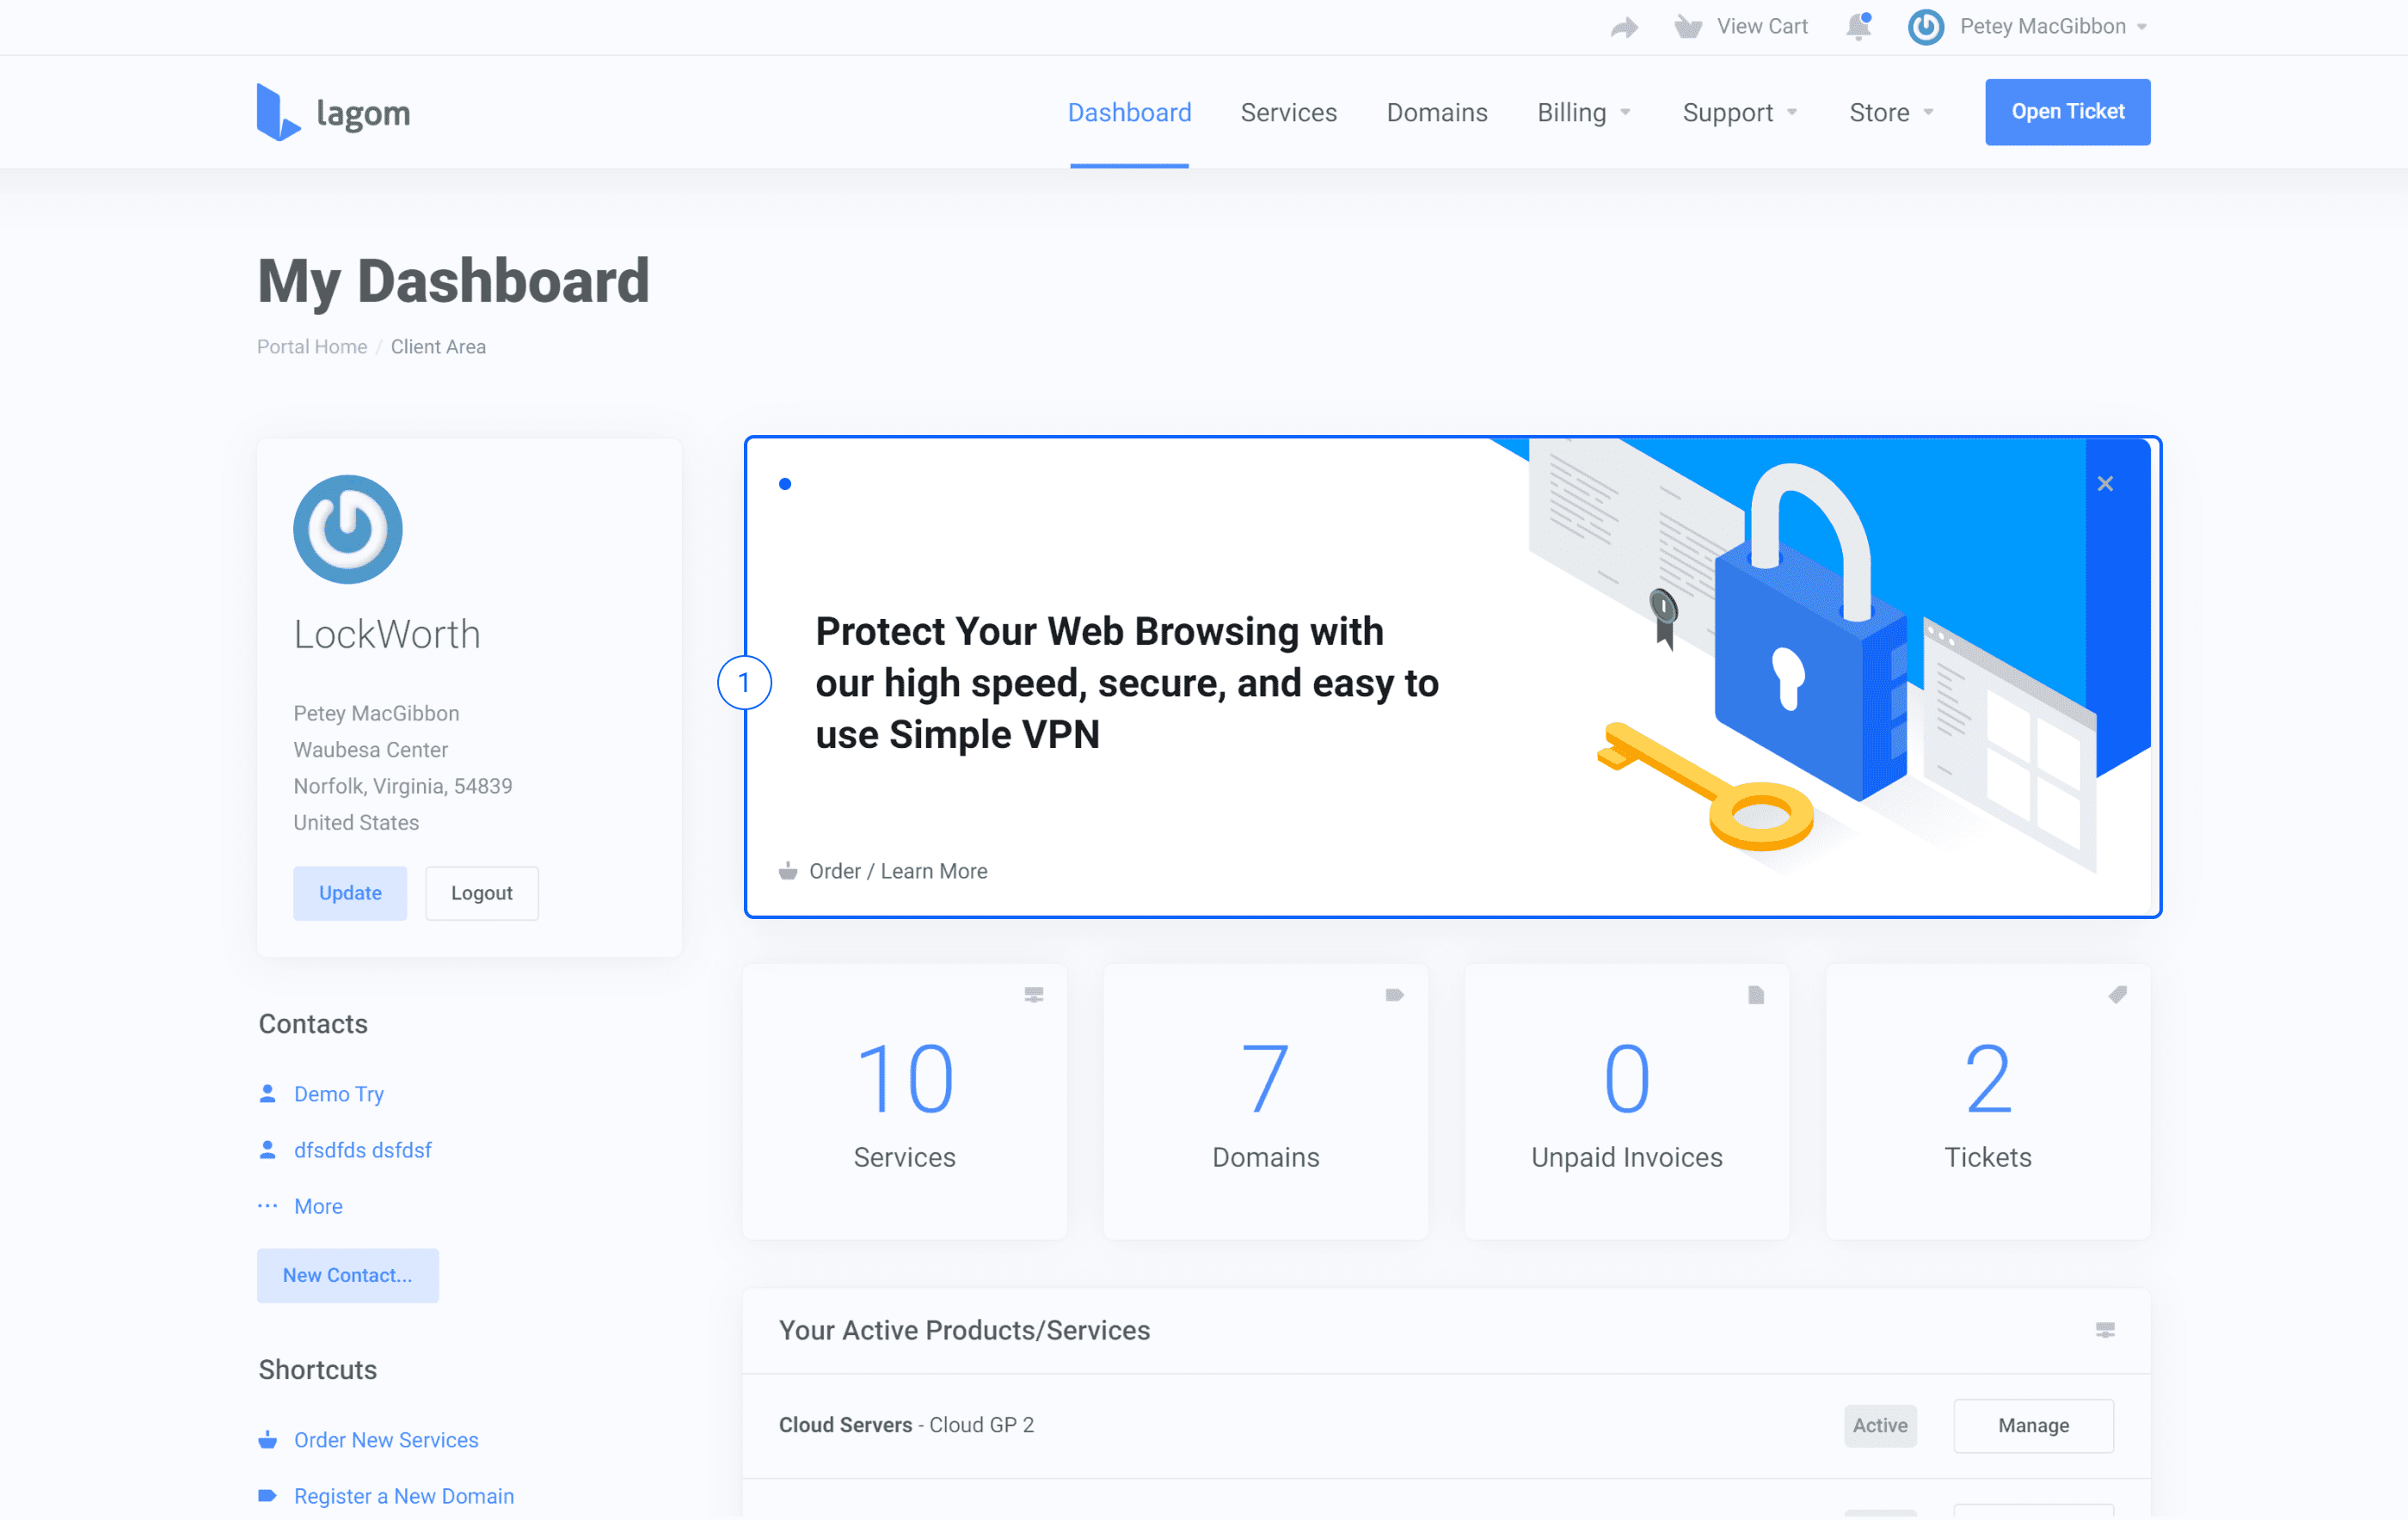 View Cart
Petey MacGibbon
lagom
Dashboard
Services
Domains
Billing
Support
Store
Open Ticket
My Dashboard
Portal Home / Client Area
LockWorth
Petey MacGibbon
Waubesa Center
Norfolk, Virginia, 54839
United States
Update
Logout
1
Protect Your Web Browsing with
our high speed, secure, and easy to
use Simple VPN
Order / Learn More
Contacts
Demo Try
dfsdfds dsfdsf
More
New Contact...
Shortcuts
Order New Services
Register a New Domain
10
Services
7
Domains
0
Unpaid Invoices
2
Tickets
Your Active Products/Services
Cloud Servers - Cloud GP 2
Active
Manage